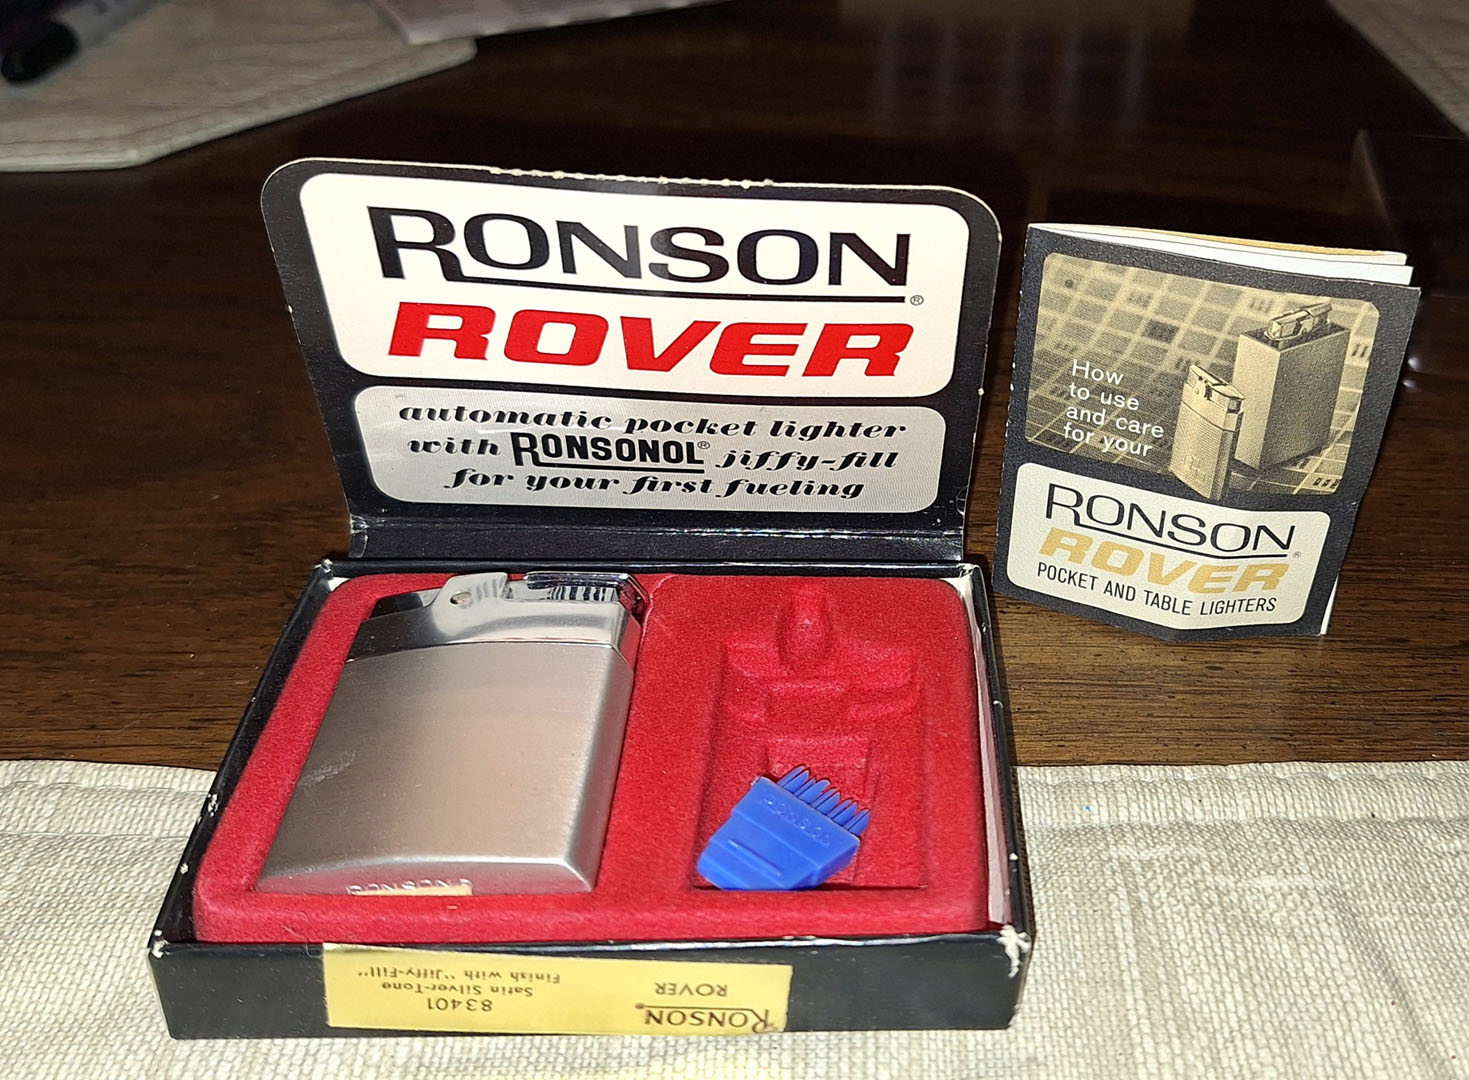 RONSON®
ROVER
automatic pocket lighter
with RONSONOL® jiffy-fill
for your first fueling
How
to use
and care
for your
RONSON®
ROVER
POCKET AND TABLE LIGHTERS
RONSON
RONSON
RONSON®
ROVER
83401
Satin Silver-Tone
Finish with "Jiffy-Fill"